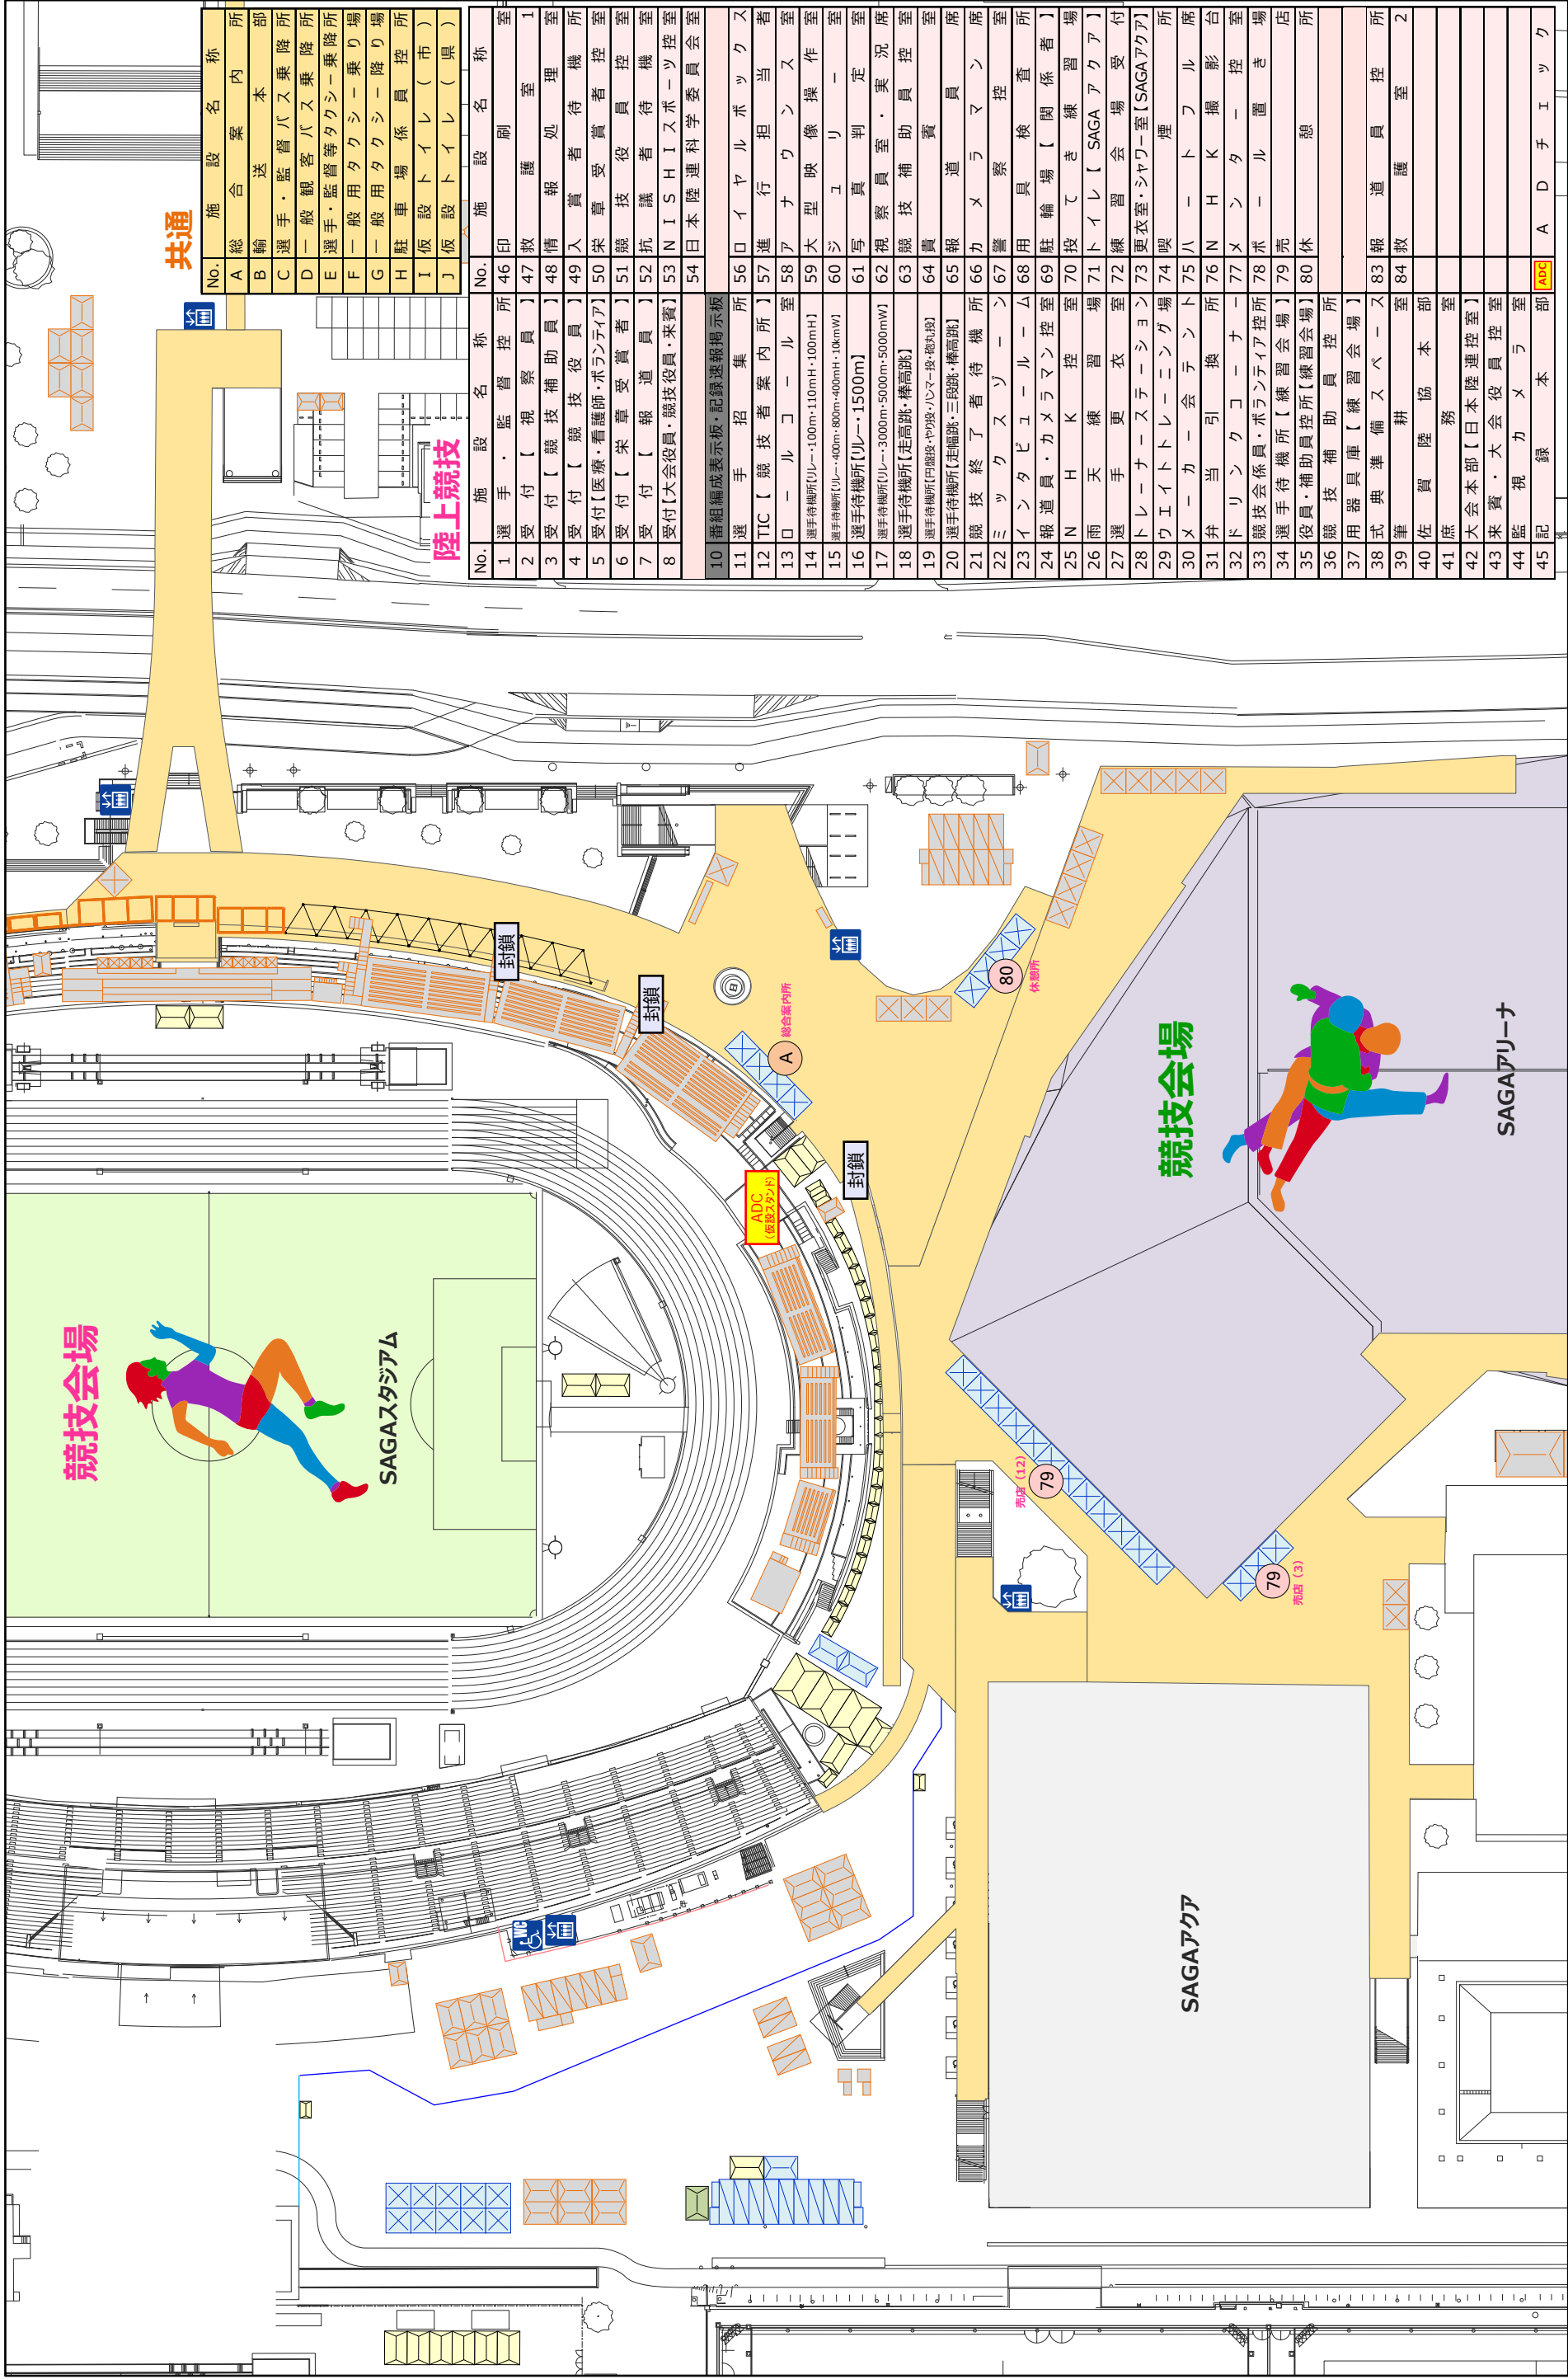 共通
No. 施設名称
A 総合案内所
B 輸送本部
C 選手・監督バス乗降所
D 一般観客バス乗降所
E 選手・監督等タクシー乗降所
F 一般用タクシー乗り場
G 一般用タクシー降り場
H 駐車場係員控所
I 仮設トイレ(市)
J 仮設トイレ(県)
陸上競技
No. 施設名称
1 選手・監督控所
2 受付【視察員】
3 受付【競技補助員】
4 受付【競技役員】
5 受付【医療・看護師・ボランティア】
6 受付【栄章受賞者】
7 受付【報道員】
8 受付【大会役員・競技役員・来賓】
10 番組編成表示板・記録速報掲示板
11 選手招集所
12 TIC【競技者案内所】
13 ロールコール室
14 選手待機所【リレー・100m・110mH・100mH】
15 選手待機所【リレー・400m・800m・400mH・10kmW】
16 選手待機所【リレー・1500m】
17 選手待機所【リレー・3000m・5000m・5000mW】
18 選手待機所【走高跳・棒高跳】
19 選手待機所【円盤投・やり投・ハンマー投・砲丸投】
20 選手待機所【走幅跳・三段跳・棒高跳】
21 競技終了者待機所
22 ミックスゾーン
23 インタビュールーム
24 報道員・カメラマン控室
25 NHK控室
26 雨天練習場
27 選手更衣室
28 トレーナーステーション
29 ウエイトトレーニング場
30 メーカー会テント
31 弁当引換所
32 ドリンクコーナー
33 競技会係員・ボランティア控所
34 選手待機所【練習会場】
35 役員・補助員控所【練習会場】
36 競技補助員控所
37 用器具庫【練習会場】
38 式典準備スペース
39 筆耕室
40 佐賀陸協本部
41 庶務室
42 大会本部【日本陸連控室】
43 来賓・大会役員控室
44 監視カメラ室
45 記録本部
No. 施設名称
46 印刷室
47 救護室1
48 情報処理室
49 入賞者待機所
50 栄章受賞者控室
51 競技役員控室
52 抗議者待機室
53 NISHIスポーツ控室
54 日本陸連科学委員会室
56 ロイヤルボックス
57 進行担当者
58 アナウンス室
59 大型映像操作室
60 ジュリー室
61 写真判定室
62 視察員室・実況席
63 競技補助員控室
64 貴賓室
65 報道員席
66 カメラマン席
67 警察控室
68 用具検査所
69 駐輪場【関係者】
70 投てき練習場
71 トイレ【SAGAアクア】
72 練習会場受付
73 更衣室・シャワー室【SAGAアクア】
74 喫煙所
75 ハートフル席
76 NHK撮影台
77 メンター控室
78 ポール置き場
79 売店
80 休憩所
83 報道員控所
84 救護室2
ADC ADチェック
競技会場
SAGAスタジアム
封鎖
封鎖
封鎖
A
総合案内所
ADC
(仮設スタンド)
80
休憩所
競技会場
SAGAアリーナ
売店(12)
79
79
売店(3)
WC
SAGAアクア